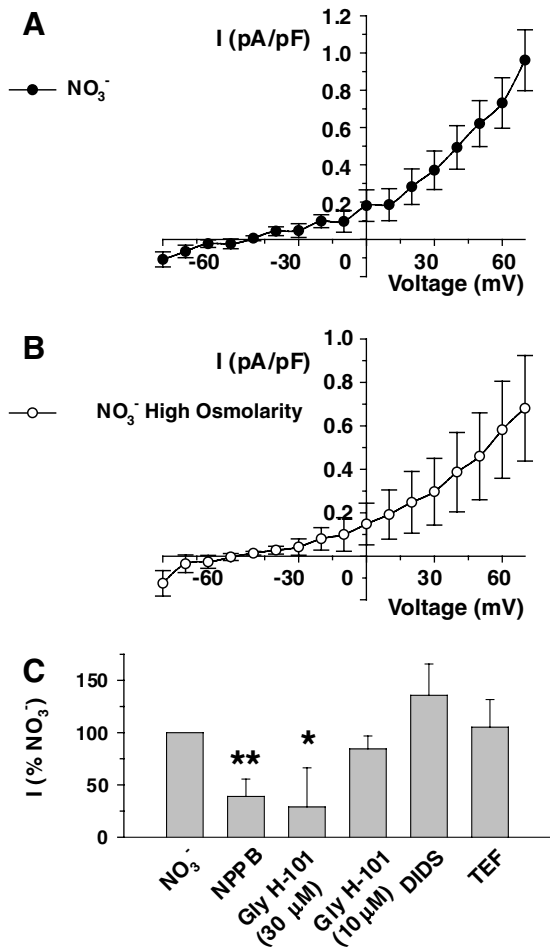 A
I (pA/pF)
1.2
1.0
0.8
0.6
0.4
0.2
NO₃⁻
-60
-30
0
30
60
Voltage (mV)
B
I (pA/pF)
1.0
0.8
0.6
0.4
0.2
NO₃⁻ High Osmolarity
-60
-30
0
30
60
Voltage (mV)
C
I (% NO₃⁻)
150
100
50
0
**
*
NO₃⁻
NPP B
Gly H-101
(30 μM)
Gly H-101
(10 μM)
DIDS
TEF